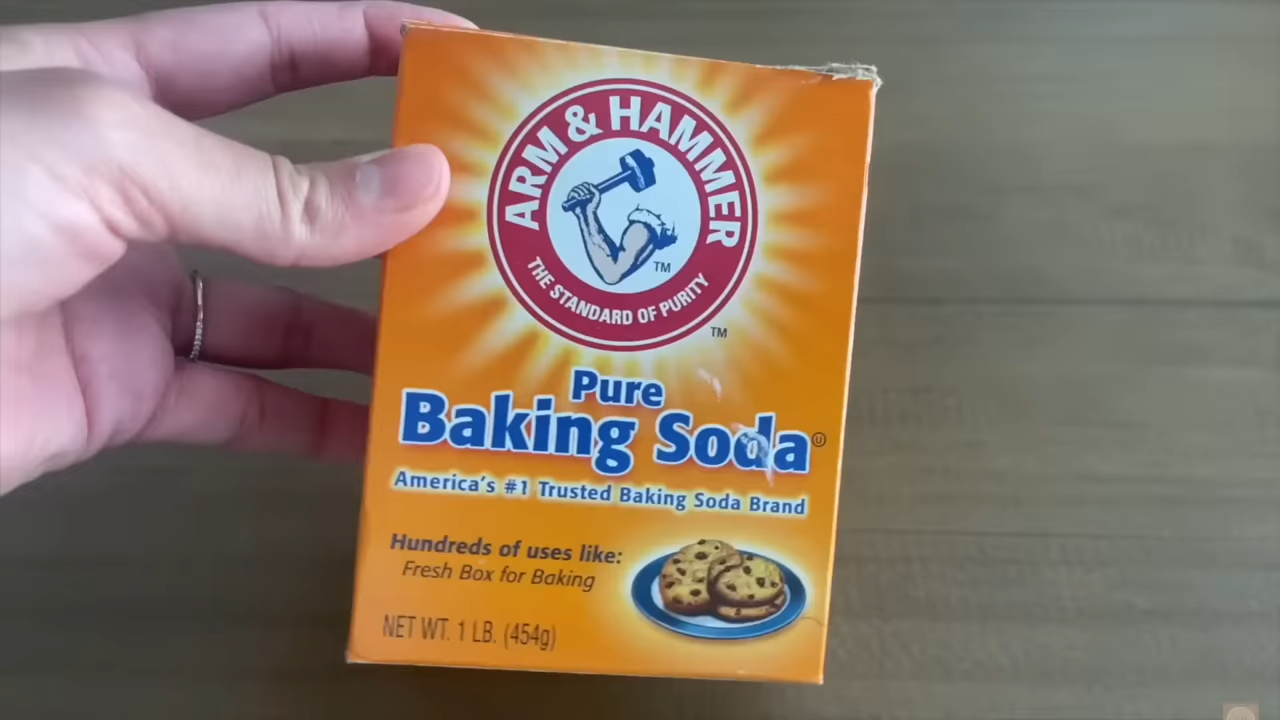 ARM & HAMMER
THE STANDARD OF PURITY
TM
TM
Pure
Baking Soda
U
America's #1 Trusted Baking Soda Brand
Hundreds of uses like:
Fresh Box for Baking
NET WT. 1 LB. (454g)